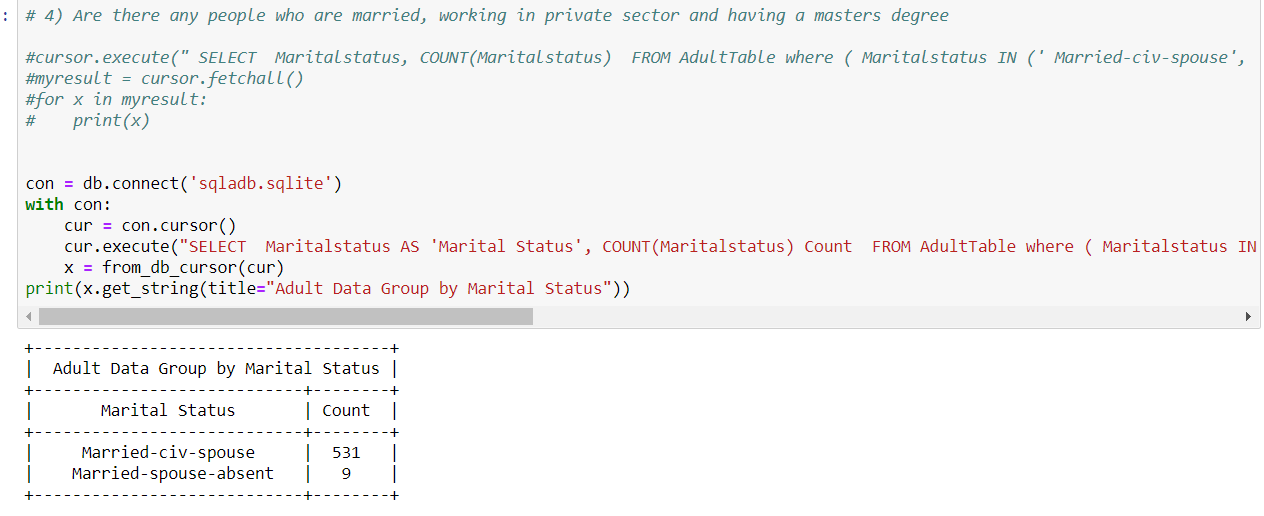 : # 4) Are there any people who are married, working in private sector and having a masters degree
#cursor.execute(" SELECT  Maritalstatus, COUNT(Maritalstatus)  FROM AdultTable where ( Maritalstatus IN (' Married-civ-spouse',
#myresult = cursor.fetchall()
#for x in myresult:
#    print(x)
con = db.connect('sqladb.sqlite')
with con:
    cur = con.cursor()
    cur.execute("SELECT  Maritalstatus AS 'Marital Status', COUNT(Maritalstatus) Count  FROM AdultTable where ( Maritalstatus IN
    x = from_db_cursor(cur)
print(x.get_string(title="Adult Data Group by Marital Status"))
+-------------------------------------+
|  Adult Data Group by Marital Status |
+----------------------------+--------+
|       Marital Status       | Count  |
+----------------------------+--------+
|     Married-civ-spouse     |  531   |
|    Married-spouse-absent   |   9    |
+----------------------------+--------+